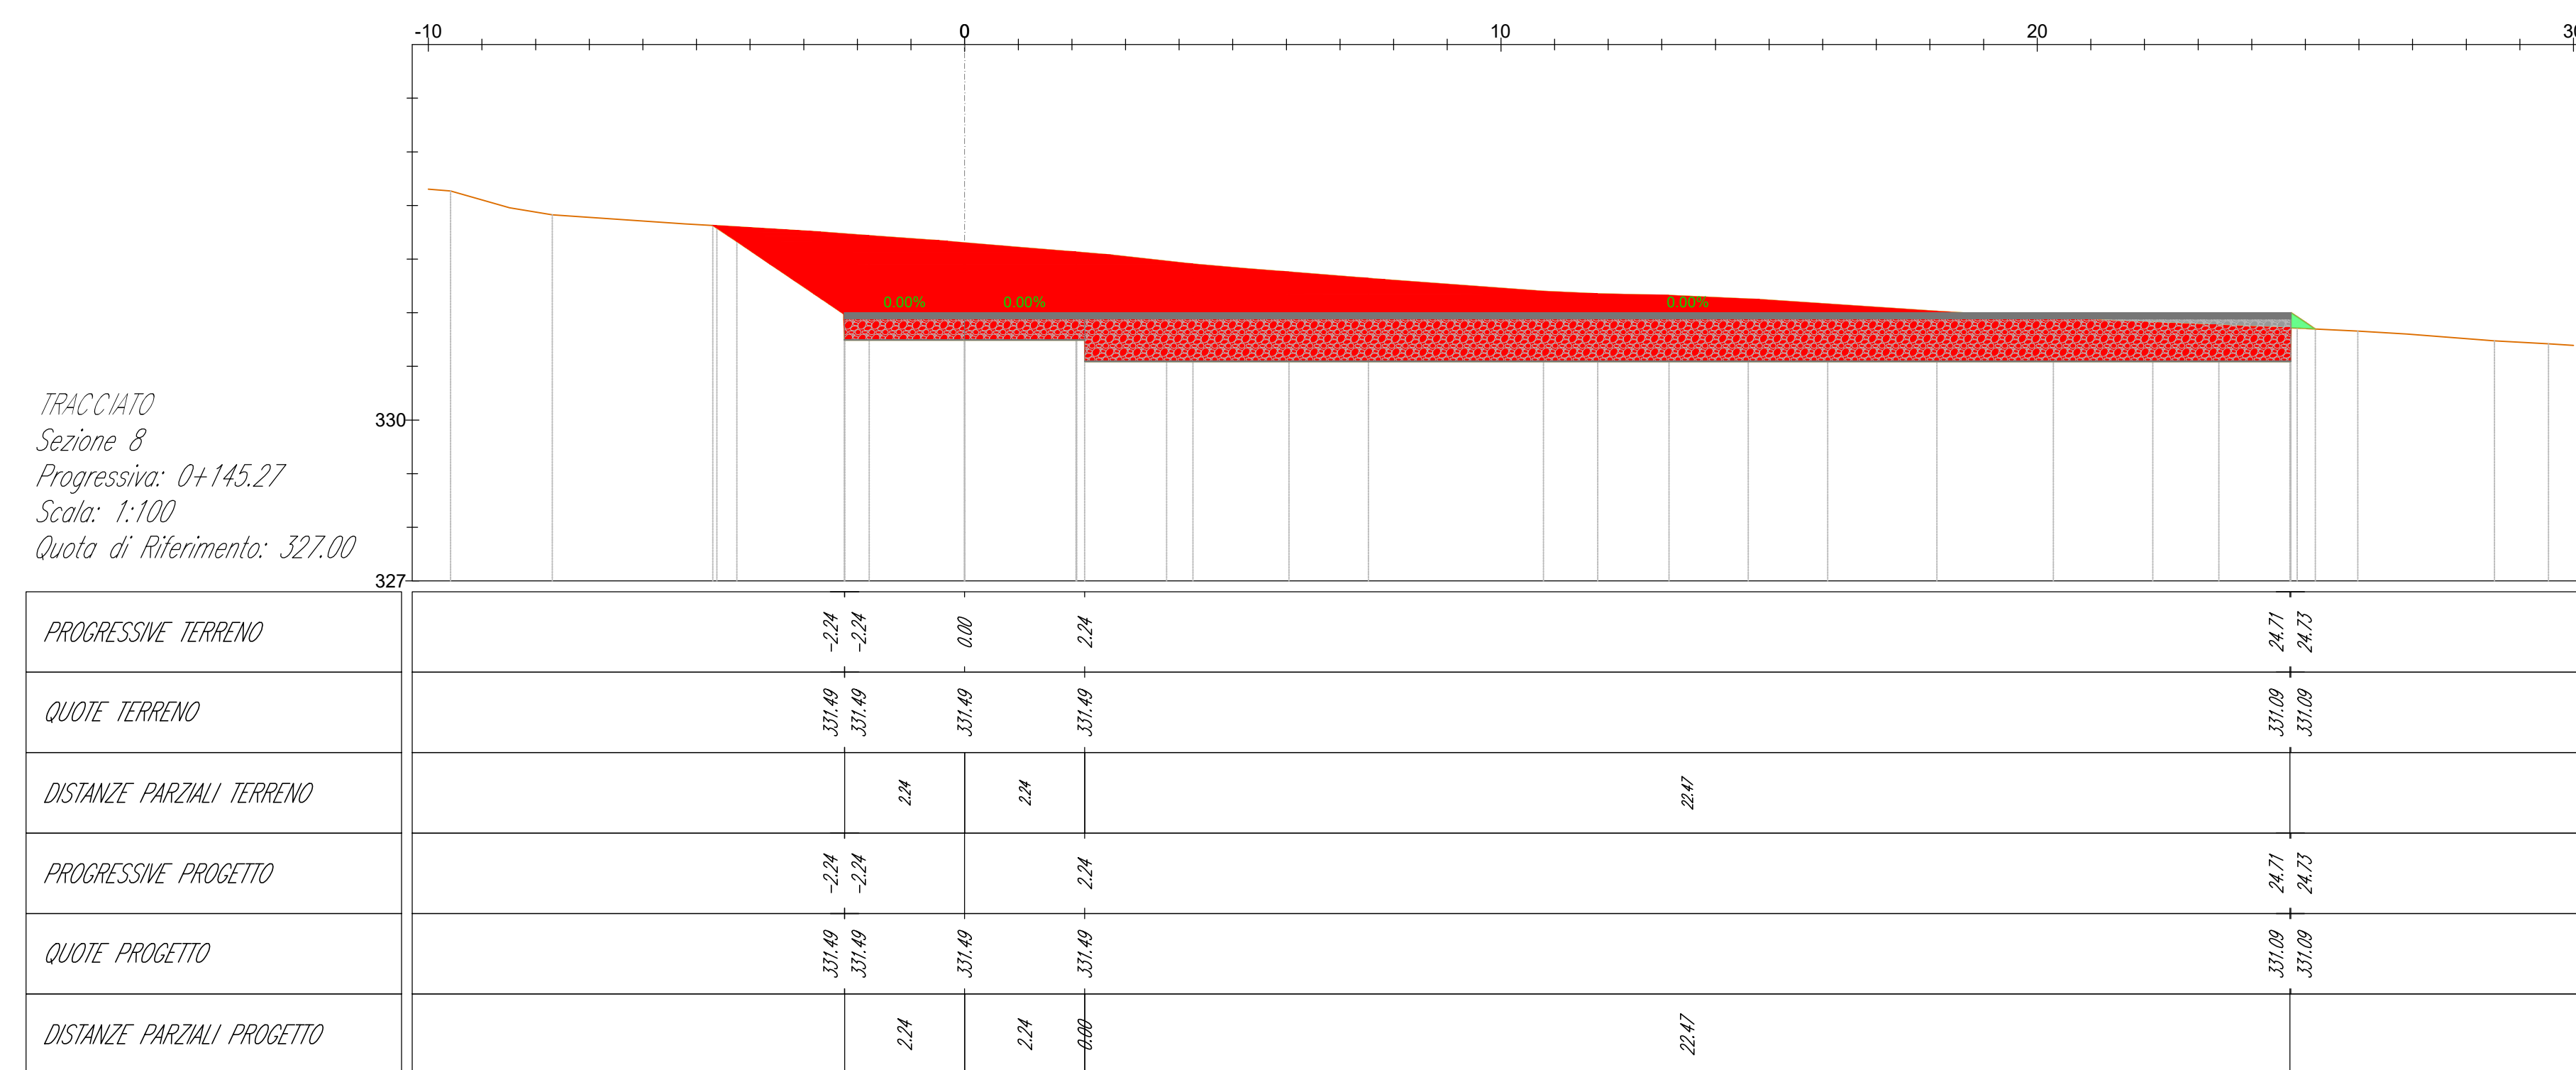 -10 0 10 20 30
0.00% 0.00% 0.00%
330
TRACCIATO
Sezione 8
Progressiva: 0+145.27
Scala: 1:100
Quota di Riferimento: 327.00
327
PROGRESSIVE TERRENO -2.24 -2.24 0.00 2.24 24.71 24.73
QUOTE TERRENO 331.49 331.49 331.49 331.49 331.09 331.09
DISTANZE PARZIALI TERRENO 2.24 2.24 22.47
PROGRESSIVE PROGETTO -2.24 -2.24 2.24 24.71 24.73
QUOTE PROGETTO 331.49 331.49 331.49 331.49 331.09 331.09
DISTANZE PARZIALI PROGETTO 2.24 2.24 0.00 22.47